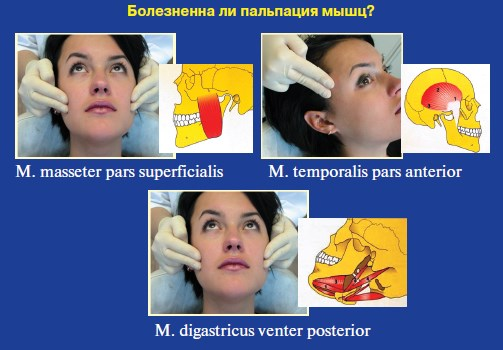 Болезненна ли пальпация мышц?
M. masseter pars superficialis
M. temporalis pars anterior
M. digastricus venter posterior